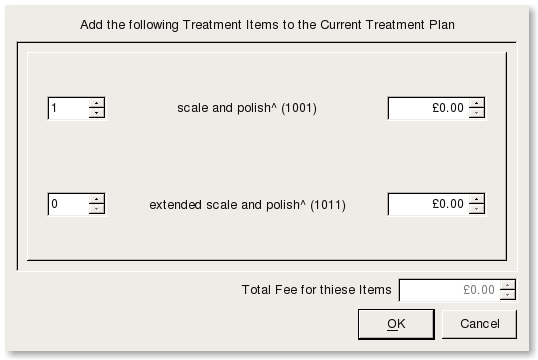 Add the following Treatment Items to the Current Treatment Plan
1 scale and polish^ (1001) £0.00
0 extended scale and polish^ (1011) £0.00
Total Fee for thiese Items £0.00
OK Cancel